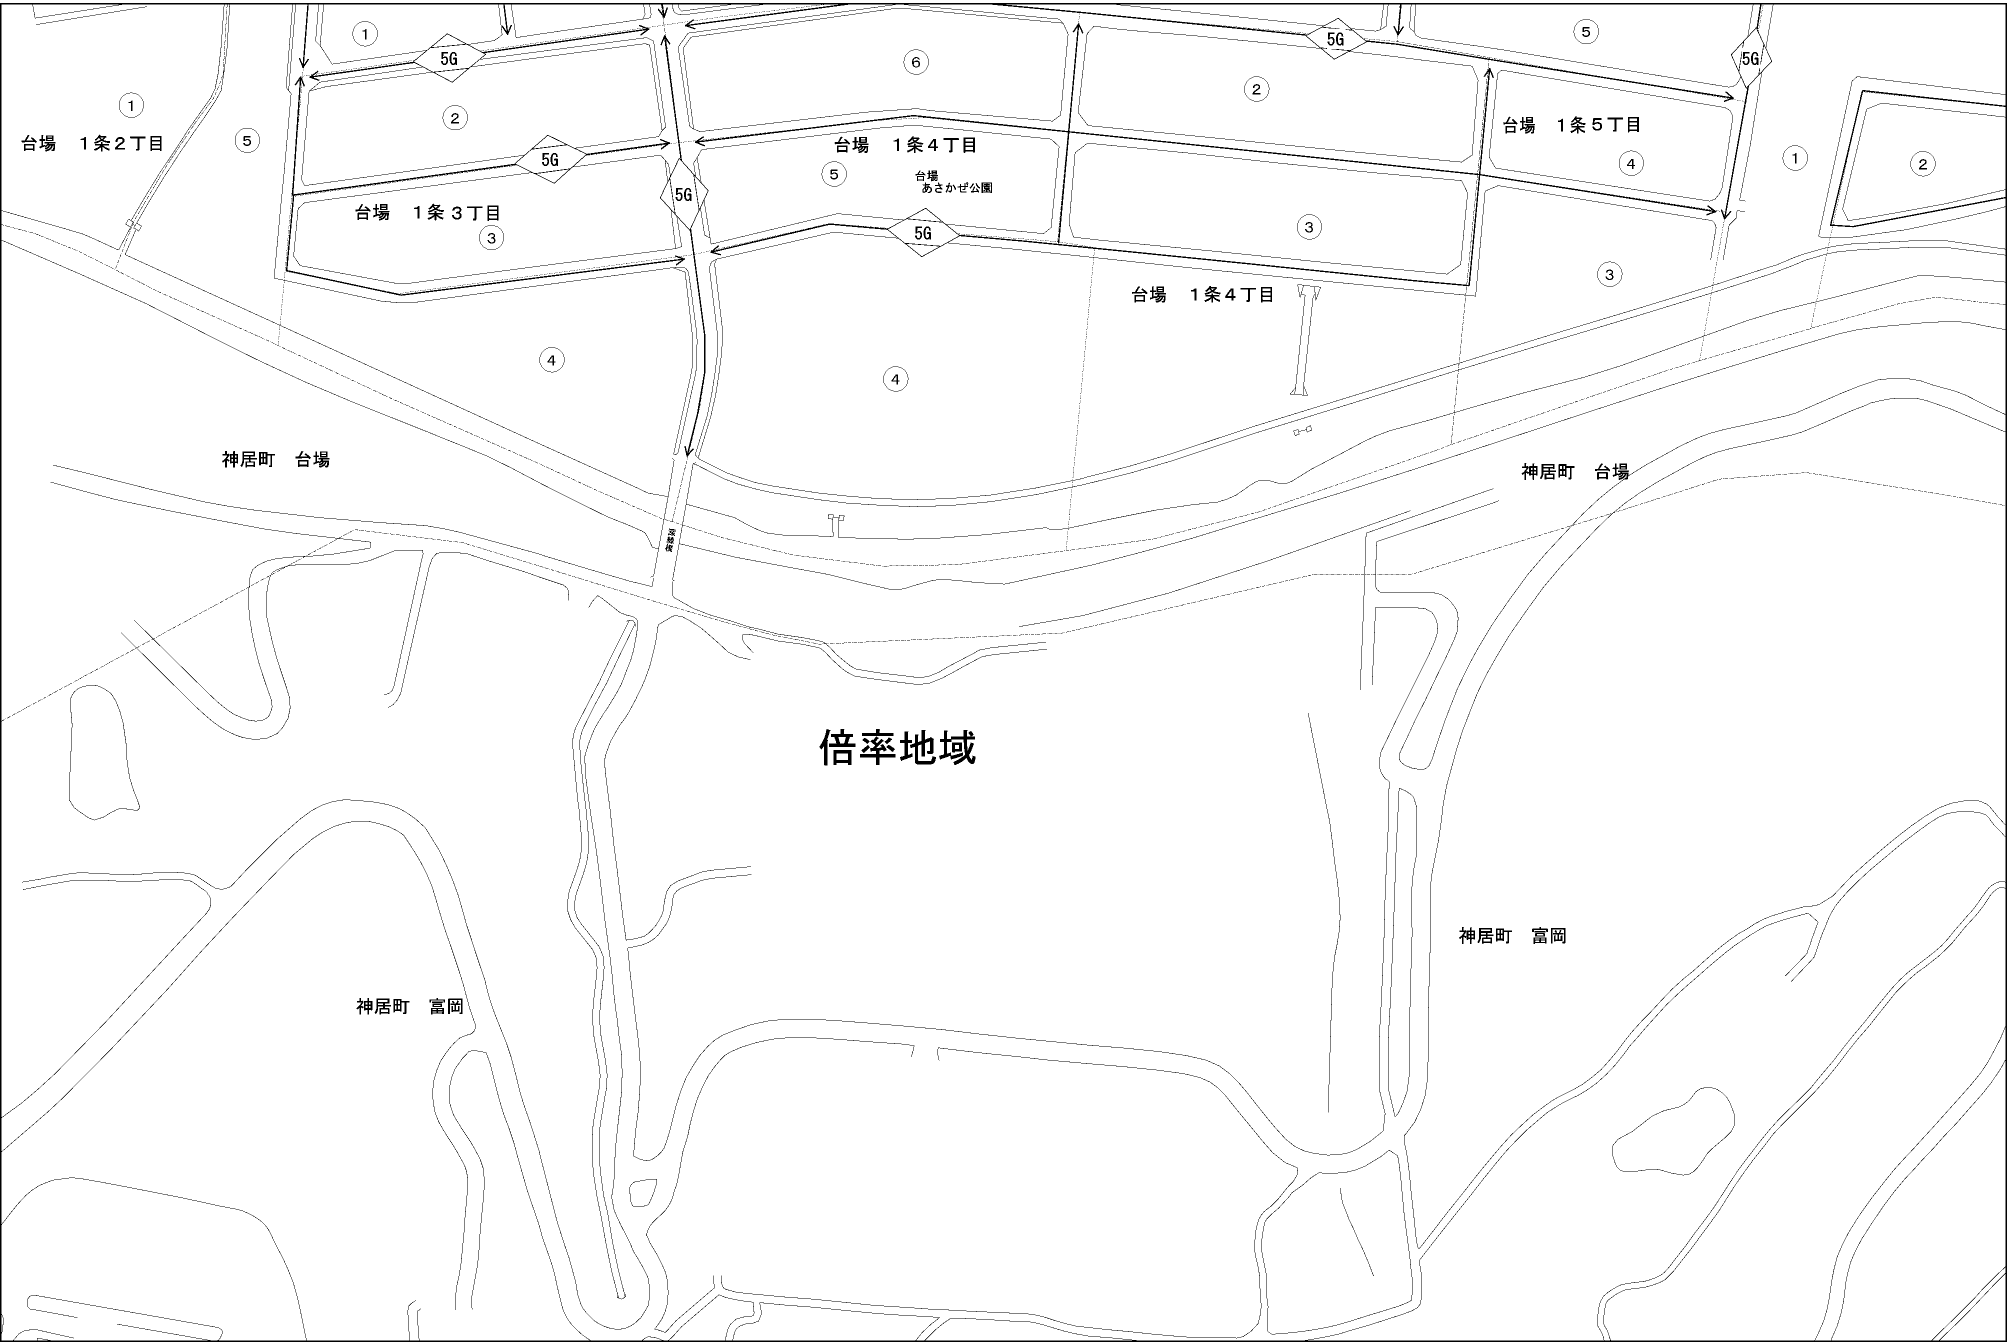 ①
5G
⑤
5G
5G
⑥
②
①
②
台場　１条２丁目
⑤
台場　１条４丁目
台場　１条５丁目
5G
④
①
②
⑤
台場
あさかぜ公園
5G
台場　１条３丁目
③
5G
③
③
台場　１条４丁目
④
④
神居町　台場
神居町　台場
倍率地域
神居町　富岡
神居町　富岡